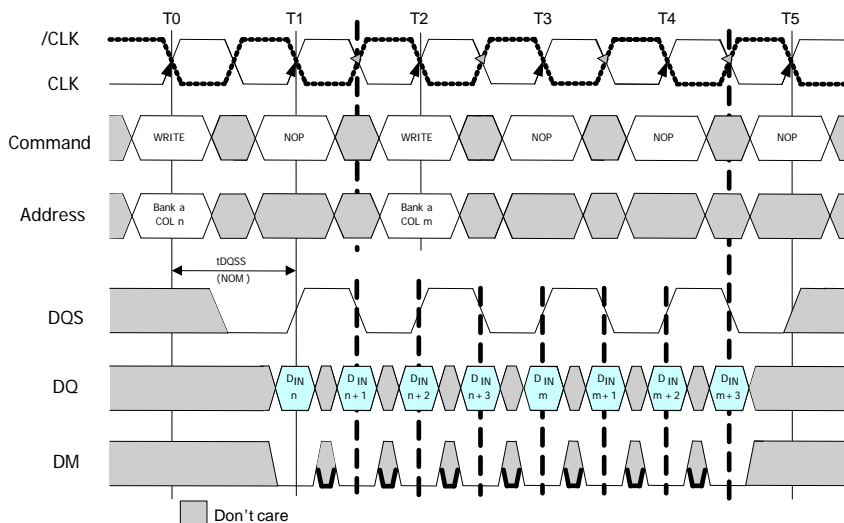 T0 T1 T2 T3 T4 T5
/CLK
CLK
Command WRITE NOP WRITE NOP NOP NOP
Address Bank a Bank a
COL n COL m
tDQSS
(NOM)
DQS
DQ DIN DIN DIN DIN DIN DIN DIN DIN
n n+1 n+2 n+3 m m+1 m+2 m+3
DM
Don't care